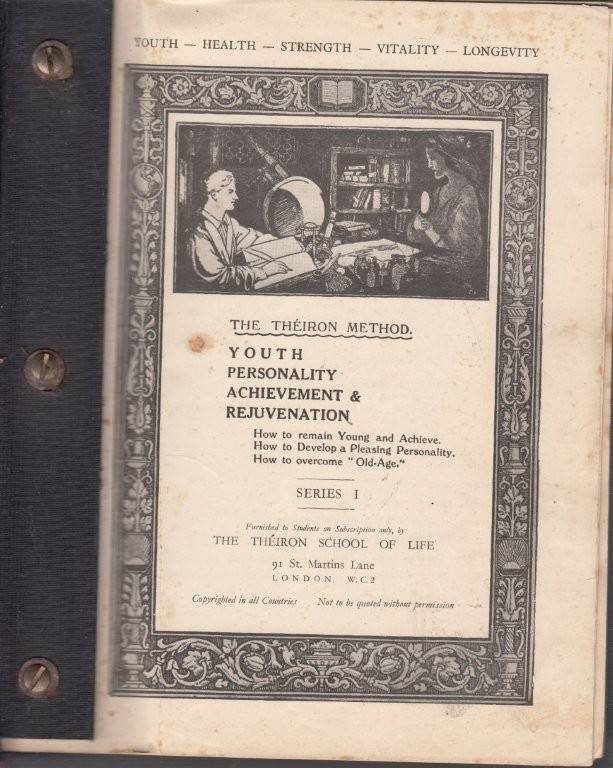 YOUTH — HEALTH — STRENGTH — VITALITY — LONGEVITY
THE THÉIRON METHOD.
YOUTH
PERSONALITY
ACHIEVEMENT &
REJUVENATION
How to remain Young and Achieve.
How to Develop a Pleasing Personality.
How to overcome "Old-Age."
SERIES I
Furnished to Students on Subscription only, by
THE THÉIRON SCHOOL OF LIFE
91 St. Martins Lane
LONDON W.C.2
Copyrighted in all Countries Not to be quoted without permission